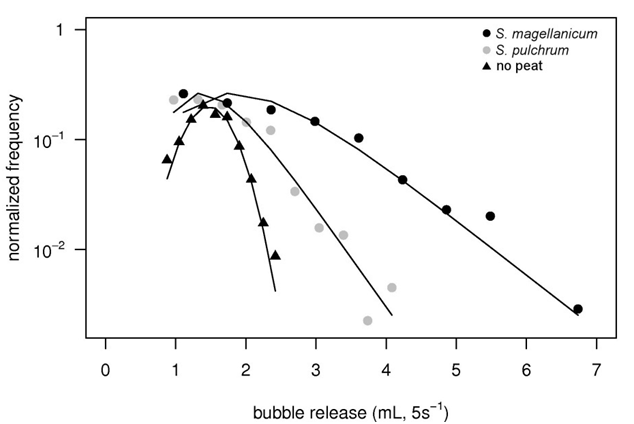 S. magellanicum
S. pulchrum
no peat
normalized frequency
1
10⁻¹
10⁻²
0 1 2 3 4 5 6 7
bubble release (mL, 5s⁻¹)